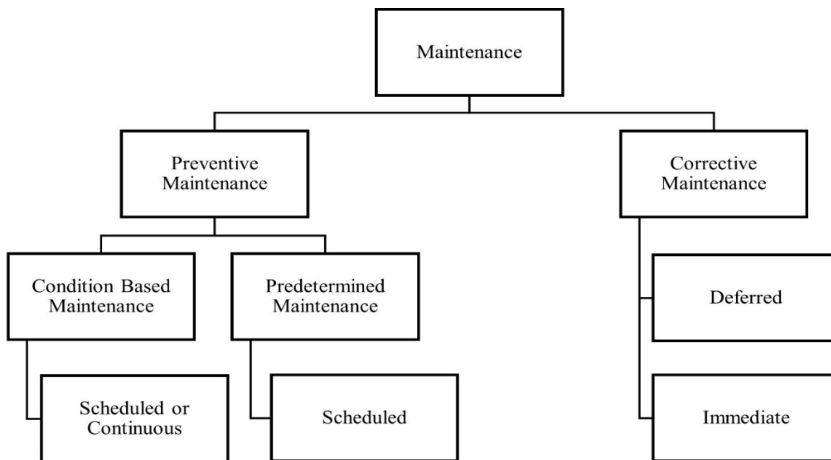 Maintenance
Preventive
Maintenance
Corrective
Maintenance
Condition Based
Maintenance
Predetermined
Maintenance
Deferred
Scheduled or
Continuous
Scheduled
Immediate